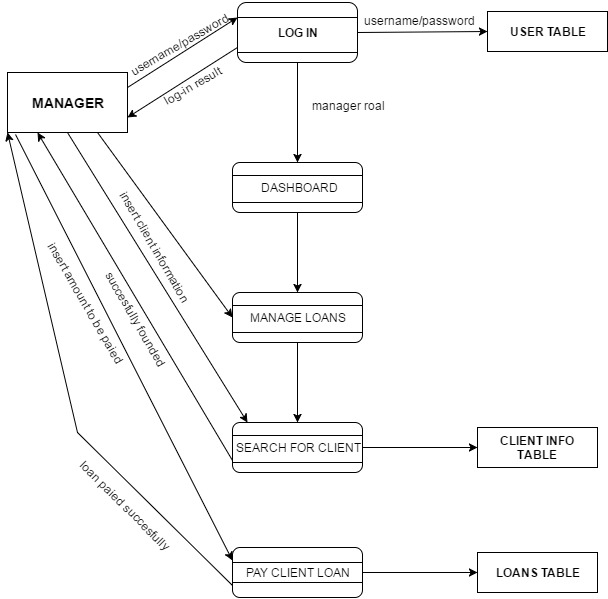 username/password
LOG IN
username/password
USER TABLE
log-in result
MANAGER
manager roal
DASHBOARD
insert client information
insert amount to be paied
succesfully founded
MANAGE LOANS
SEARCH FOR CLIENT
CLIENT INFO
TABLE
loan paied succesfully
PAY CLIENT LOAN
LOANS TABLE